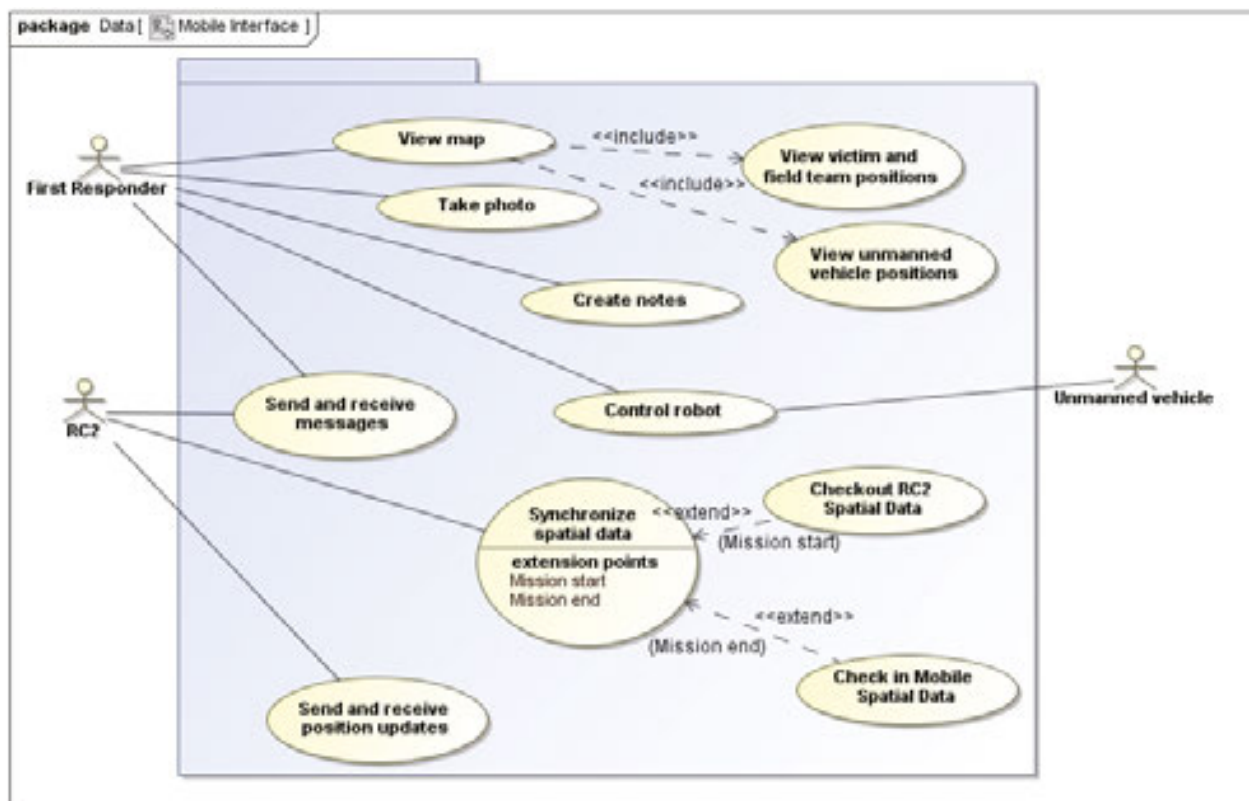 package Data [ Mobile Interface ]
First Responder
View map
<<include>>
View victim and
field team positions
<<include>>
Take photo
View unmanned
vehicle positions
Create notes
Unmanned vehicle
Control robot
Send and receive
messages
RC2
Synchronize
spatial data
extension points
Mission start
Mission end
<<extend>>
(Mission start)
Checkout RC2
Spatial Data
<<extend>>
(Mission end)
Check in Mobile
Spatial Data
Send and receive
position updates